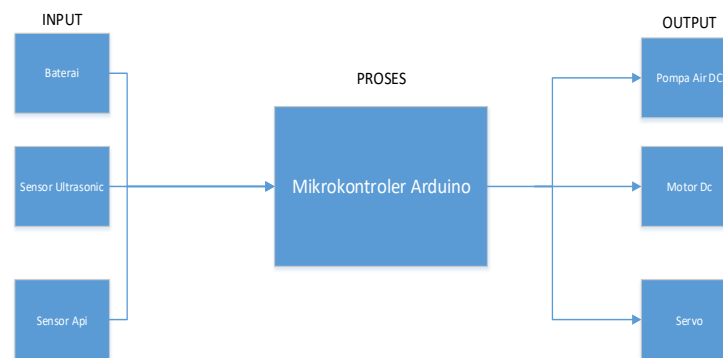 INPUT
OUTPUT
Baterai
PROSES
Pompa Air DC
Sensor Ultrasonic
Mikrokontroler Arduino
Motor Dc
Sensor Api
Servo